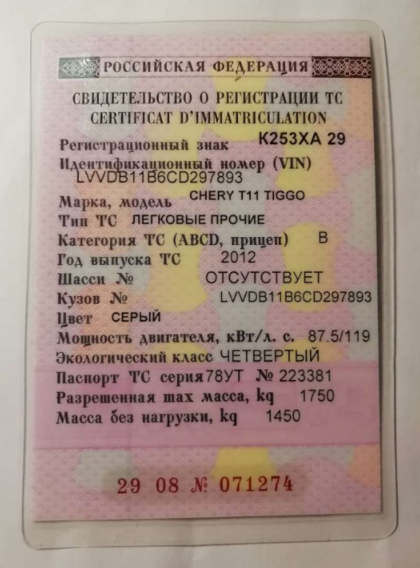 РОССИЙСКАЯ ФЕДЕРАЦИЯ
СВИДЕТЕЛЬСТВО О РЕГИСТРАЦИИ ТС
CERTIFICAT D'IMMATRICULATION
Регистрационный знак К253ХА 29
Идентификационный номер (VIN)
LVVDB11B6CD297893
Марка, модель CHERY T11 TIGGO
Тип ТС ЛЕГКОВЫЕ ПРОЧИЕ
Категория ТС (ABCD, прицеп) B
Год выпуска ТС 2012
Шасси № ОТСУТСТВУЕТ
Кузов № LVVDB11B6CD297893
Цвет СЕРЫЙ
Мощность двигателя, кВт/л. с. 87.5/119
Экологический класс ЧЕТВЕРТЫЙ
Паспорт ТС серия 78УТ № 223381
Разрешенная max масса, kg 1750
Масса без нагрузки, kg 1450
29 08 № 071274